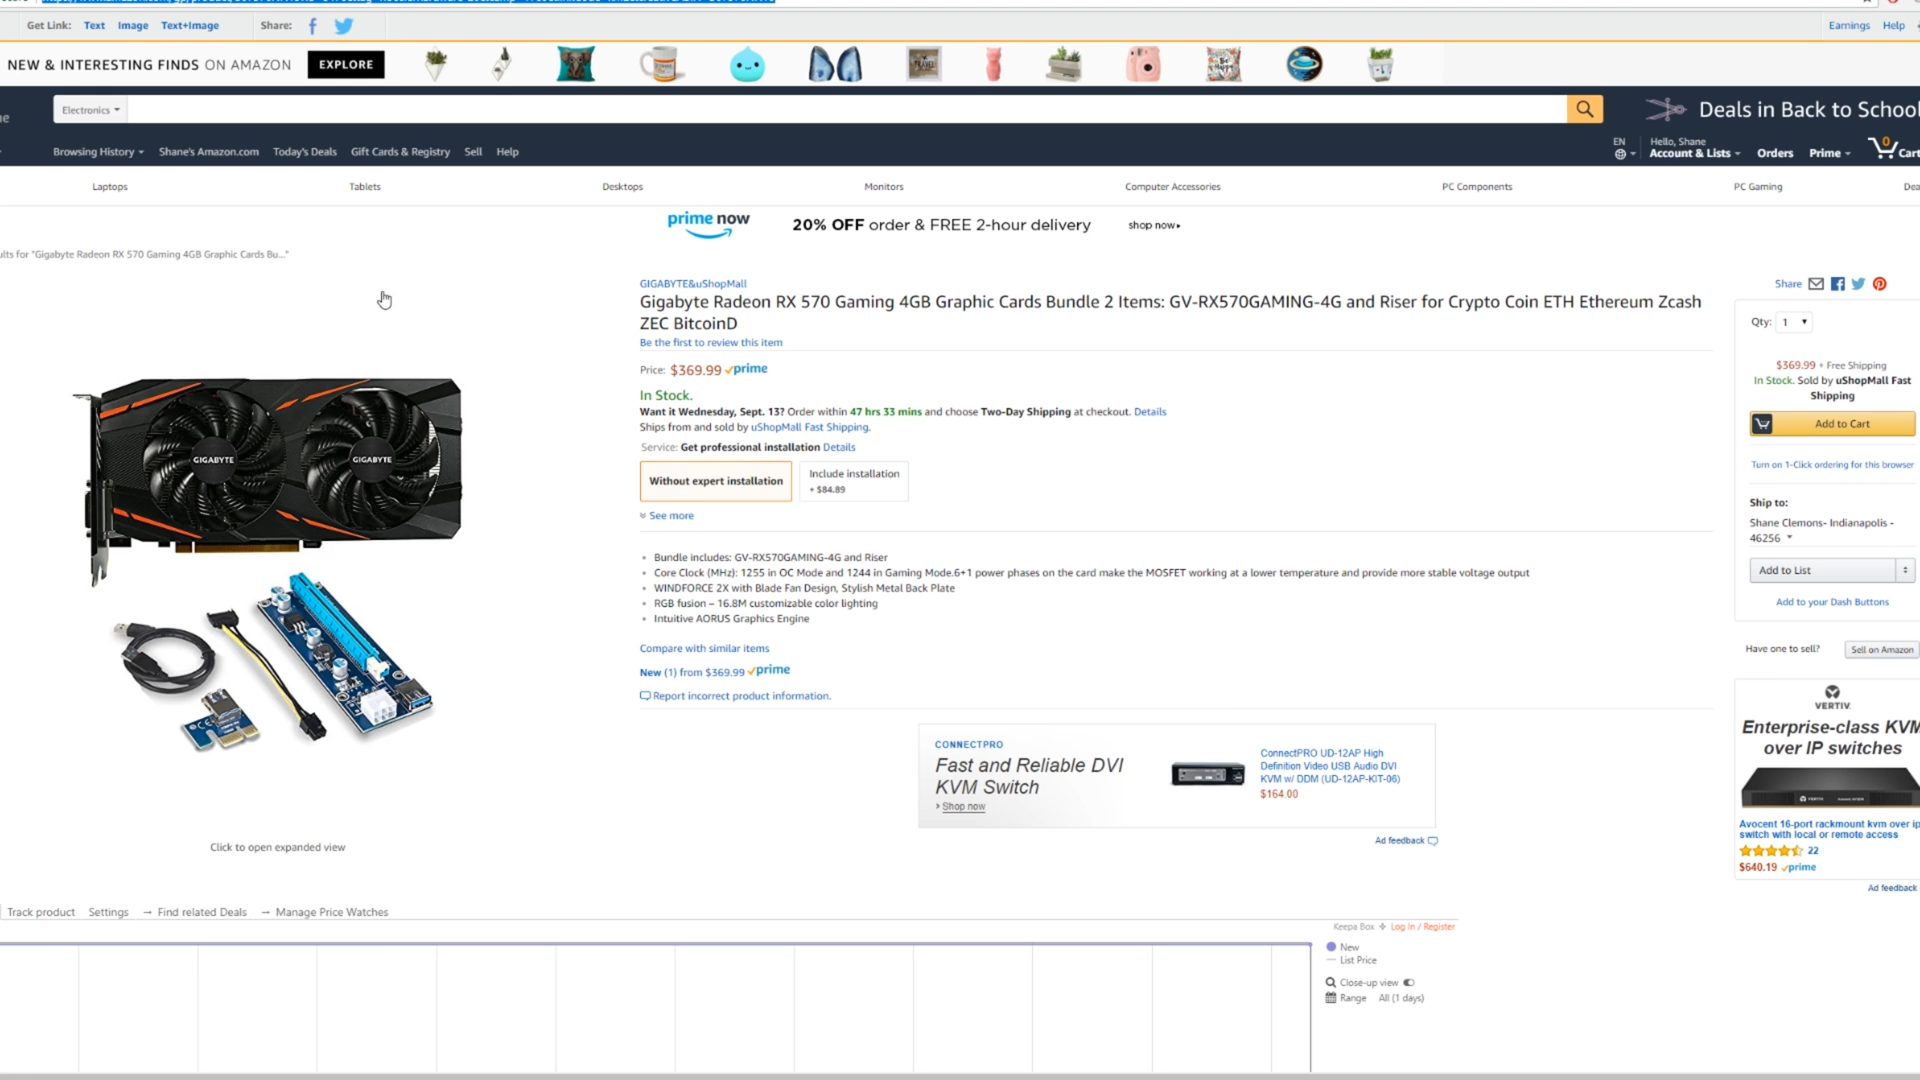 Get Link: Text Image Text+Image Share:
Earnings Help
NEW & INTERESTING FINDS ON AMAZON EXPLORE
Electronics
Deals in Back to School
Browsing History Shane's Amazon.com Today's Deals Gift Cards & Registry Sell Help
EN
Hello, Shane
Account & Lists Orders Prime 0 Cart
Laptops Tablets Desktops Monitors Computer Accessories PC Components PC Gaming
prime now 20% OFF order & FREE 2-hour delivery shop now
"Gigabyte Radeon RX 570 Gaming 4GB Graphic Cards Bu..."
GIGABYTE&uShopMall
Gigabyte Radeon RX 570 Gaming 4GB Graphic Cards Bundle 2 Items: GV-RX570GAMING-4G and Riser for Crypto Coin ETH Ethereum Zcash
ZEC BitcoinD
Be the first to review this item
Price: $369.99 prime
In Stock.
Want it Wednesday, Sept. 13? Order within 47 hrs 33 mins and choose Two-Day Shipping at checkout. Details
Ships from and sold by uShopMall Fast Shipping.
Service: Get professional installation Details
Without expert installation
Include installation
+ $84.89
See more
Bundle includes: GV-RX570GAMING-4G and Riser
Core Clock (MHz): 1255 in OC Mode and 1244 in Gaming Mode.6+1 power phases on the card make the MOSFET working at a lower temperature and provide more stable voltage output
WINDFORCE 2X with Blade Fan Design, Stylish Metal Back Plate
RGB fusion – 16.8M customizable color lighting
Intuitive AORUS Graphics Engine
Compare with similar items
New (1) from $369.99 prime
Report incorrect product information.
GIGABYTE GIGABYTE
Click to open expanded view
CONNECTPRO
Fast and Reliable DVI
KVM Switch
Shop now
ConnectPRO UD-12AP High
Definition Video USB Audio DVI
KVM w/ DDM (UD-12AP-KIT-06)
$164.00
Ad feedback
Share
Qty: 1
$369.99 + Free Shipping
In Stock. Sold by uShopMall Fast
Shipping
Add to Cart
Turn on 1-Click ordering for this browser
Ship to:
Shane Clemons- Indianapolis -
46256
Add to List
Add to your Dash Buttons
Have one to sell? Sell on Amazon
VERTIV
Enterprise-class KVM
over IP switches
Avocent 16-port rackmount kvm over ip
switch with local or remote access
22
$640.19 prime
Ad feedback
Track product Settings → Find related Deals → Manage Price Watches
Keepa Box Log In / Register
New
List Price
Close-up view
Range All (1 days)